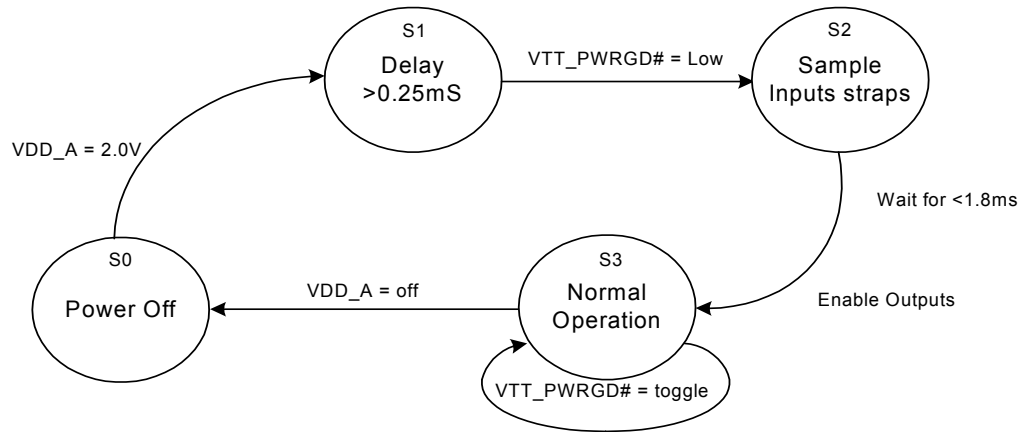 S1
Delay
>0.25mS
VTT_PWRGD# = Low
S2
Sample
Inputs straps
VDD_A = 2.0V
Wait for <1.8ms
S0
Power Off
VDD_A = off
S3
Normal
Operation
Enable Outputs
VTT_PWRGD# = toggle